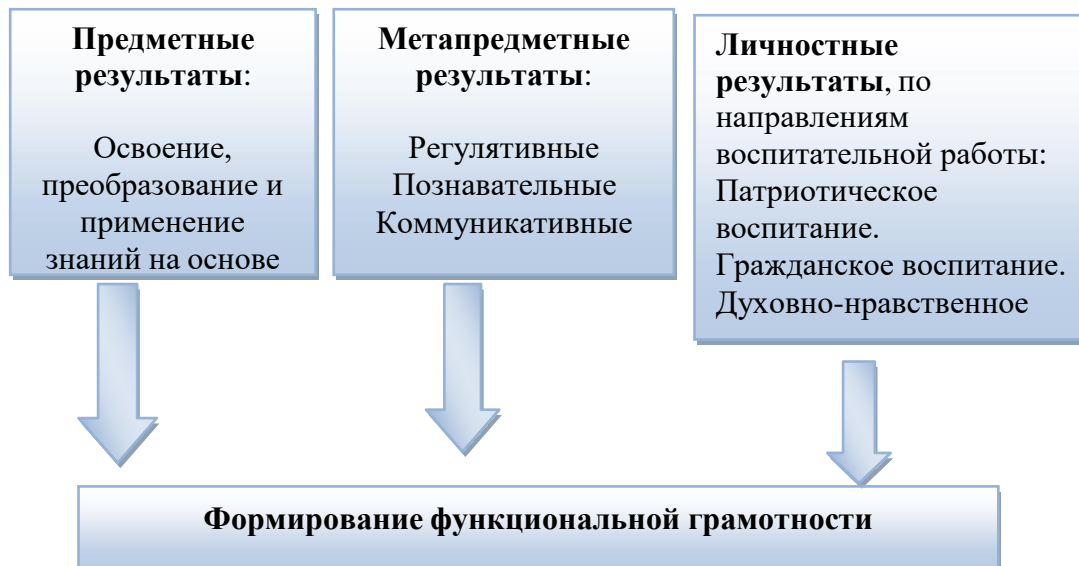 Предметные
результаты:
Освоение,
преобразование и
применение
знаний на основе
Метапредметные
результаты:
Регулятивные
Познавательные
Коммуникативные
Личностные
результаты, по
направлениям
воспитательной работы:
Патриотическое
воспитание.
Гражданское воспитание.
Духовно-нравственное
Формирование функциональной грамотности